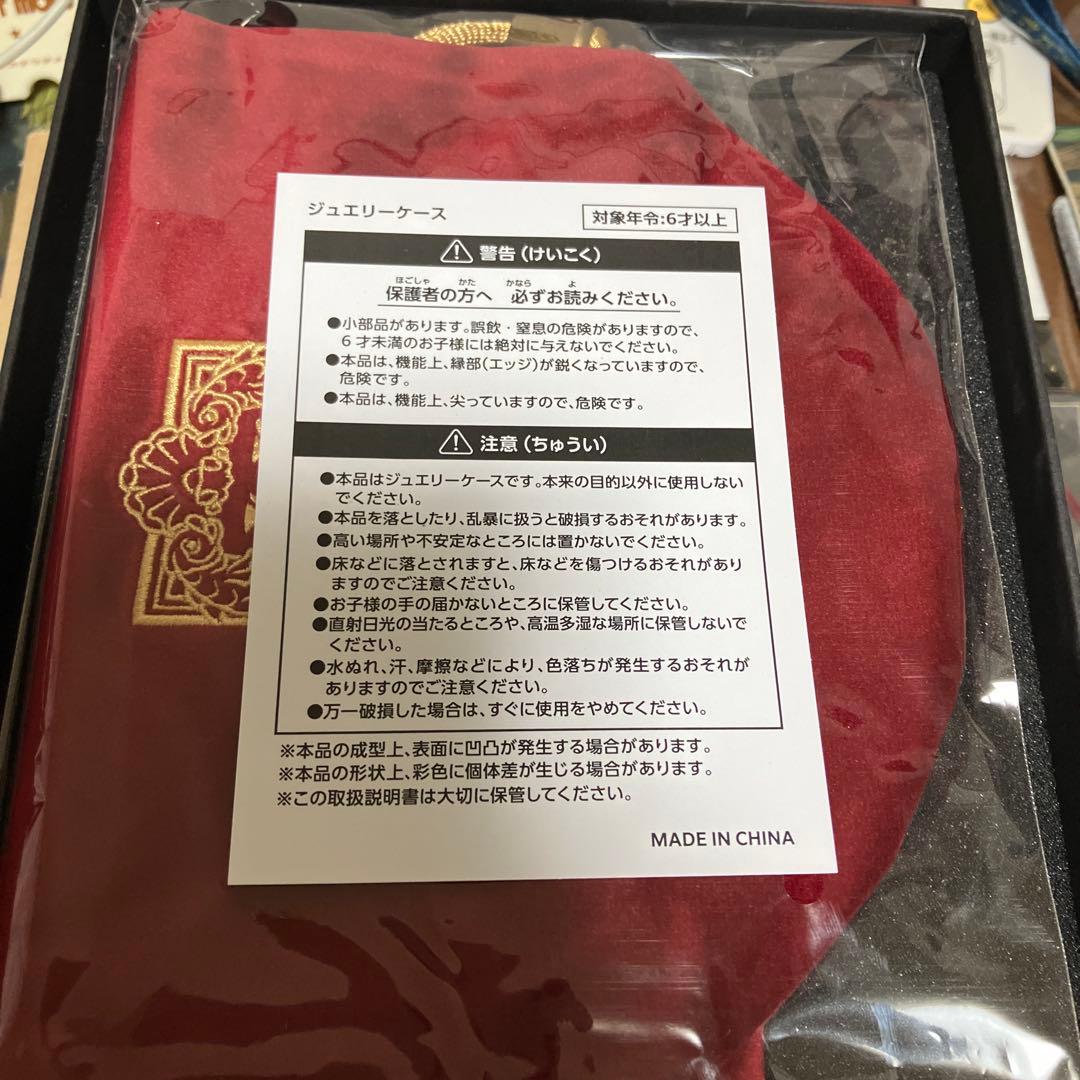 ジュエリーケース
対象年令:6才以上
警告(けいこく)
ほごしゃ かた かなら よ
保護者の方へ 必ずお読みください。
●小部品があります。誤飲・窒息の危険がありますので、
6才未満のお子様には絶対に与えないでください。
●本品は、機能上、縁部(エッジ)が鋭くなっていますので、
危険です。
●本品は、機能上、尖っていますので、危険です。
注意(ちゅうい)
●本品はジュエリーケースです。本来の目的以外に使用しない
でください。
●本品を落としたり、乱暴に扱うと破損するおそれがあります。
●高い場所や不安定なところには置かないでください。
●床などに落とされますと、床などを傷つけるおそれがあり
ますのでご注意ください。
●お子様の手の届かないところに保管してください。
●直射日光の当たるところや、高温多湿な場所に保管しないで
ください。
●水ぬれ、汗、摩擦などにより、色落ちが発生するおそれが
ありますのでご注意ください。
●万一破損した場合は、すぐに使用をやめてください。
※本品の成型上、表面に凹凸が発生する場合があります。
※本品の形状上、彩色に個体差が生じる場合があります。
※この取扱説明書は大切に保管してください。
MADE IN CHINA